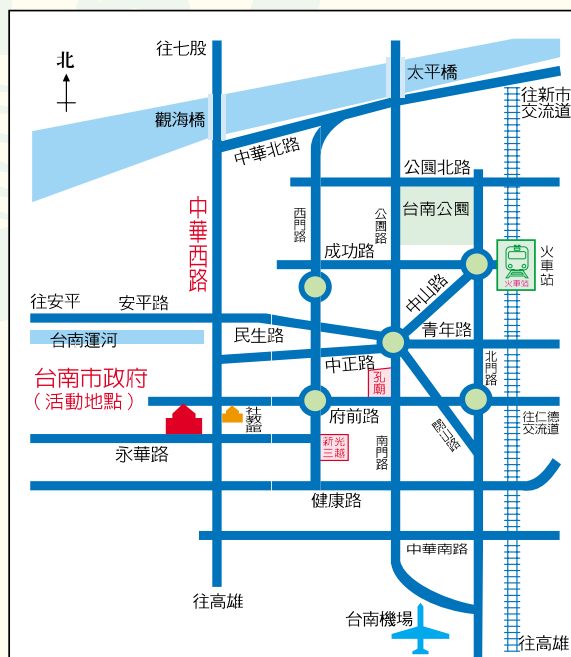 往七股
北
太平橋
往新市
交流道
觀海橋
中華北路
公園北路
中華西路
西門路
公園路
台南公園
成功路
火車站
火車站
中山路
往安平
安平路
民生路
青年路
台南運河
中正路
北門路
台南市政府
（活動地點）
孔廟
社教館
府前路
往仁德
交流道
開山路
新光
三越
南門路
永華路
健康路
中華南路
往高雄
台南機場
往高雄